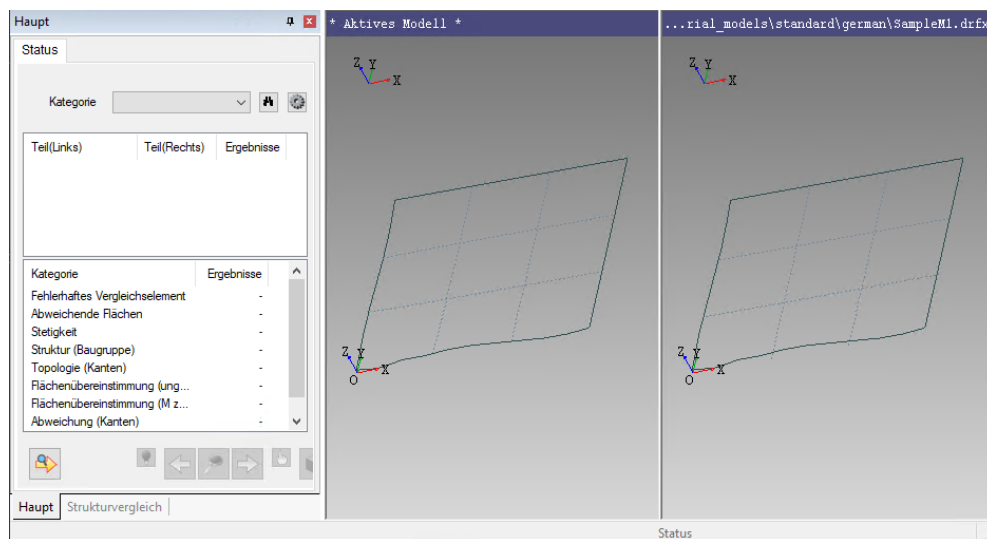 Haupt
Status
Kategorie
Teil(Links) Teil(Rechts) Ergebnisse
Kategorie Ergebnisse
Fehlerhaftes Vergleichselement -
Abweichende Flächen -
Stetigkeit -
Struktur (Baugruppe) -
Topologie (Kanten) -
Flächenübereinstimmung (ung... -
Flächenübereinstimmung (M z... -
Abweichung (Kanten) -
Haupt Strukturvergleich
* Aktives Modell *
Z Y
X
Z Y
X
O
...rial_models\standard\german\SampleM1.drfx
Z Y
X
Z Y
X
O
Status